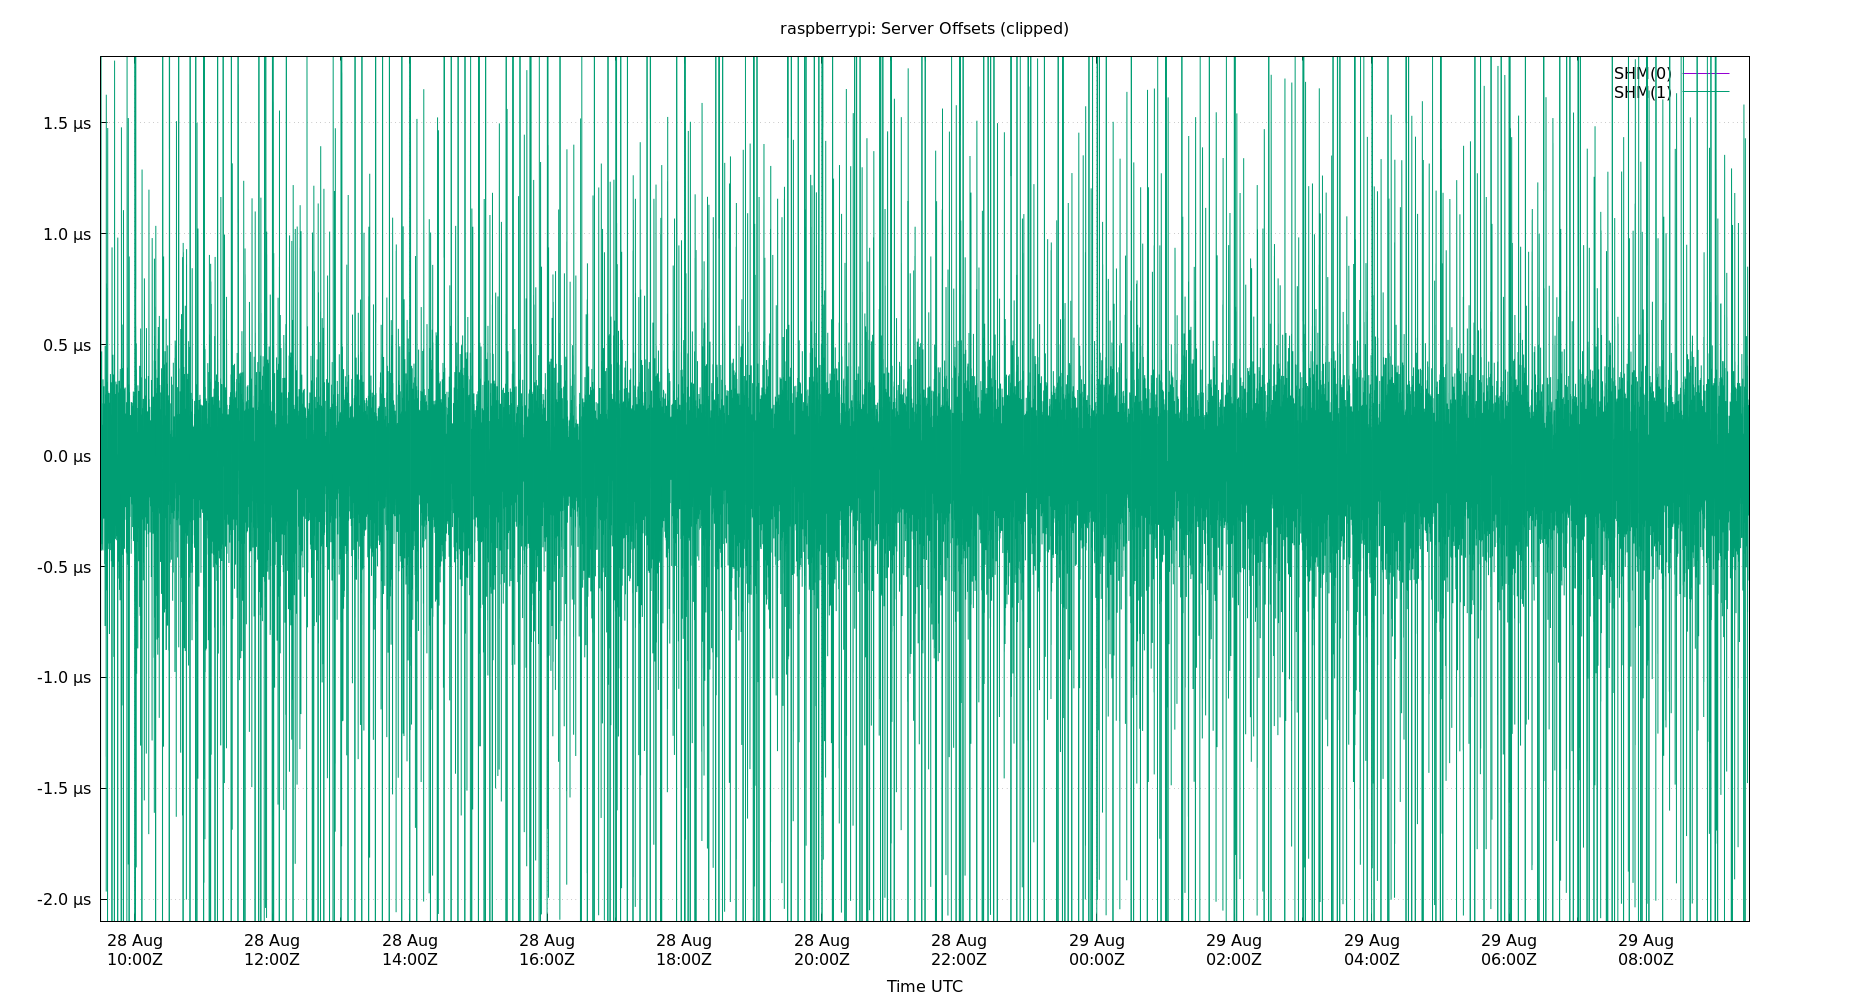 raspberrypi: Server Offsets (clipped)
SHM(0)
SHM(1)
1.5 µs
1.0 µs
0.5 µs
0.0 µs
-0.5 µs
-1.0 µs
-1.5 µs
-2.0 µs
28 Aug 28 Aug 28 Aug 28 Aug 28 Aug 28 Aug 28 Aug 29 Aug 29 Aug 29 Aug 29 Aug 29 Aug
10:00Z 12:00Z 14:00Z 16:00Z 18:00Z 20:00Z 22:00Z 00:00Z 02:00Z 04:00Z 06:00Z 08:00Z
Time UTC